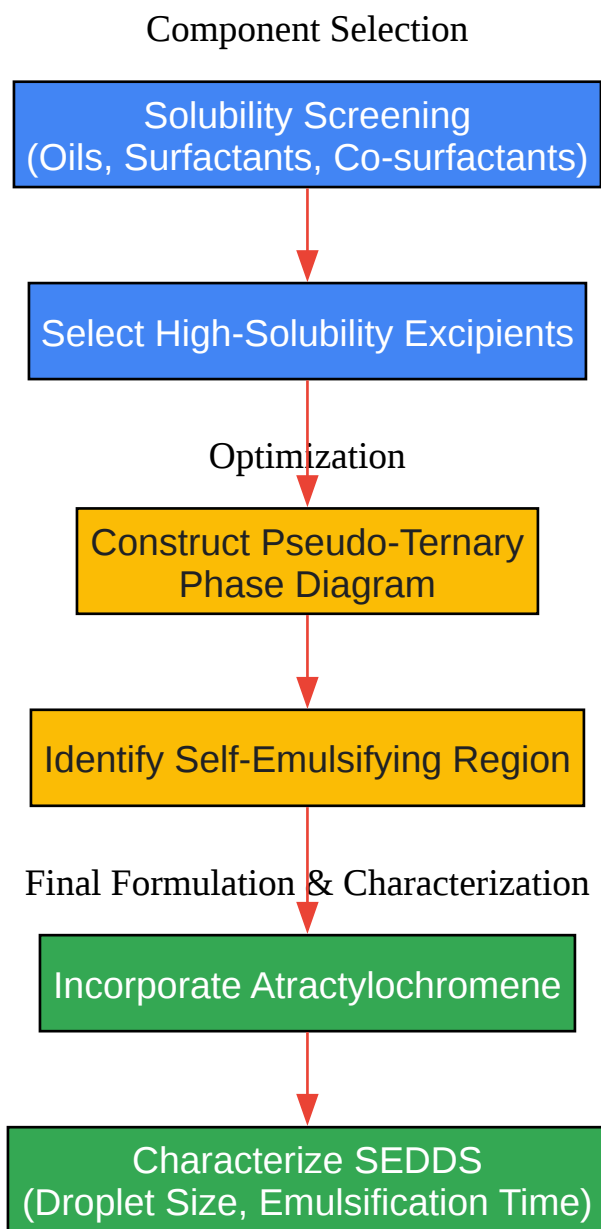 Component Selection
Solubility Screening
(Oils, Surfactants, Co-surfactants)
Select High-Solubility Excipients
Optimization
Construct Pseudo-Ternary
Phase Diagram
Identify Self-Emulsifying Region
Final Formulation & Characterization
Incorporate Atractylochromene
Characterize SEDDS
(Droplet Size, Emulsification Time)